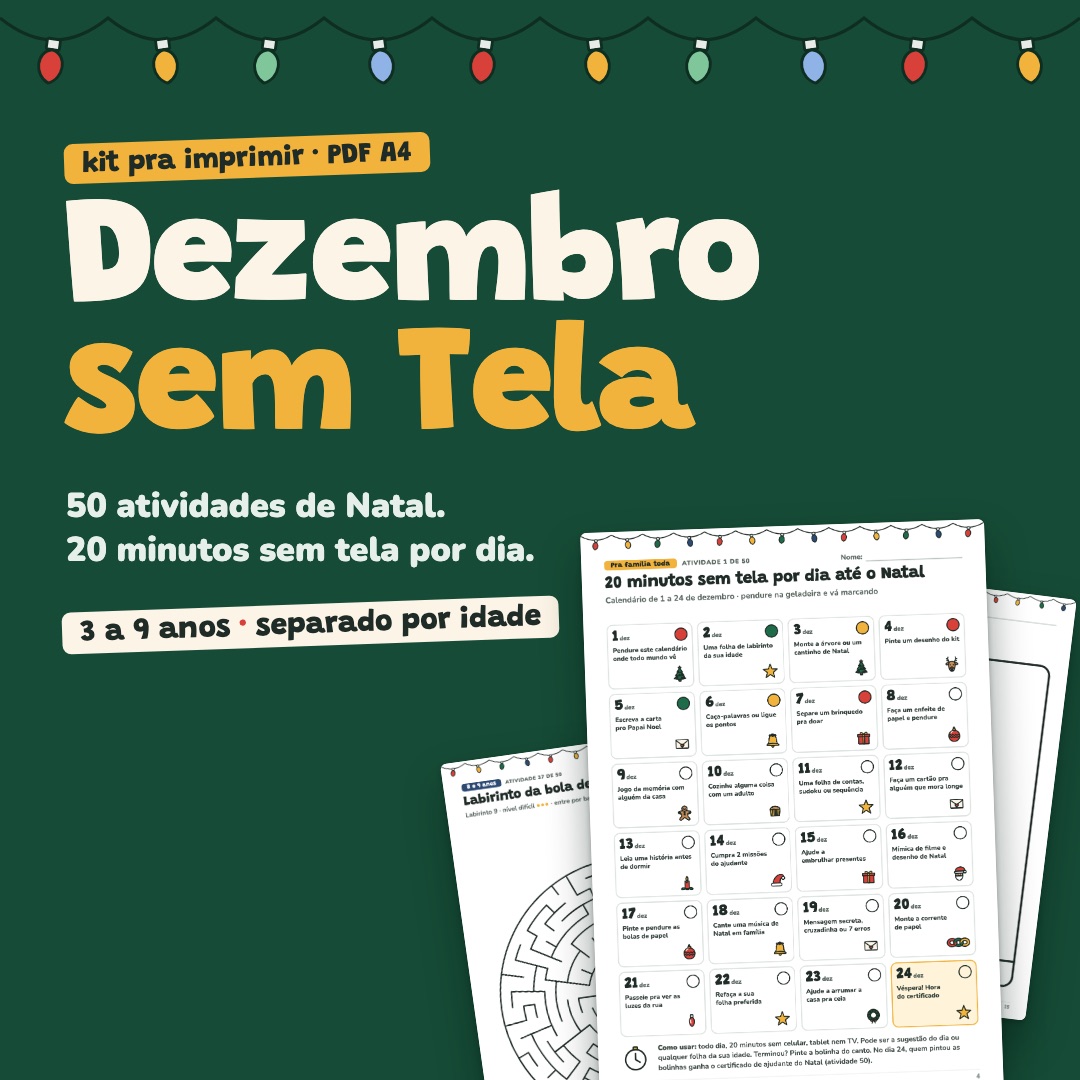 kit pra imprimir · PDF A4
Dezembro
sem Tela
50 atividades de Natal.
20 minutos sem tela por dia.
3 a 9 anos · separado por idade
Pra família toda ATIVIDADE 1 DE 50
Nome:
20 minutos sem tela por dia até o Natal
Calendário de 1 a 24 de dezembro · pendure na geladeira e vá marcando
1 dez
Pendure este calendário
onde todo mundo vê
2 dez
Uma folha de labirinto
da sua idade
3 dez
Monte a árvore ou um
cantinho de Natal
4 dez
Pinte um desenho do kit
5 dez
Escreva a carta
pro Papai Noel
6 dez
Caça-palavras ou ligue
os pontos
7 dez
Separe um brinquedo
pra doar
8 dez
Faça um enfeite de
papel e pendure
9 dez
Jogo da memória com
alguém da casa
10 dez
Cozinhe alguma coisa
com um adulto
11 dez
Uma folha de contas,
sudoku ou sequência
12 dez
Faça um cartão pra
alguém que mora longe
13 dez
Leia uma história antes
de dormir
14 dez
Cumpra 2 missões
do ajudante
15 dez
Ajude a
embrulhar presentes
16 dez
Mímica de filme e
desenho de Natal
17 dez
Pinte e pendure as
bolas de papel
18 dez
Cante uma música de
Natal em família
19 dez
Mensagem secreta,
cruzadinha ou 7 erros
20 dez
Monte a corrente
de papel
21 dez
Passeie pra ver as
luzes da rua
22 dez
Refaça a sua
folha preferida
23 dez
Ajude a arrumar a
casa pra ceia
24 dez
Véspera! Hora
do certificado
Como usar: todo dia, 20 minutos sem celular, tablet nem TV. Pode ser a sugestão do dia ou
qualquer folha da sua idade. Terminou? Pinte a bolinha do canto. No dia 24, quem pintou as
bolinhas ganha o certificado de ajudante do Natal (atividade 50).
4
8 a 9 anos ATIVIDADE 37 DE 50
Labirinto da bola de
Labirinto 9 · nível difícil · entre por